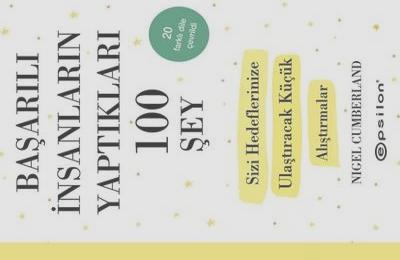 20
farklı dile
çevrildi
BAŞARILI
İNSANLARIN
YAPTIKLARI
100
ŞEY
Sizi Hedeflerinize
Ulaştıracak Küçük
Alıştırmalar
NIGEL CUMBERLAND
epsilon®